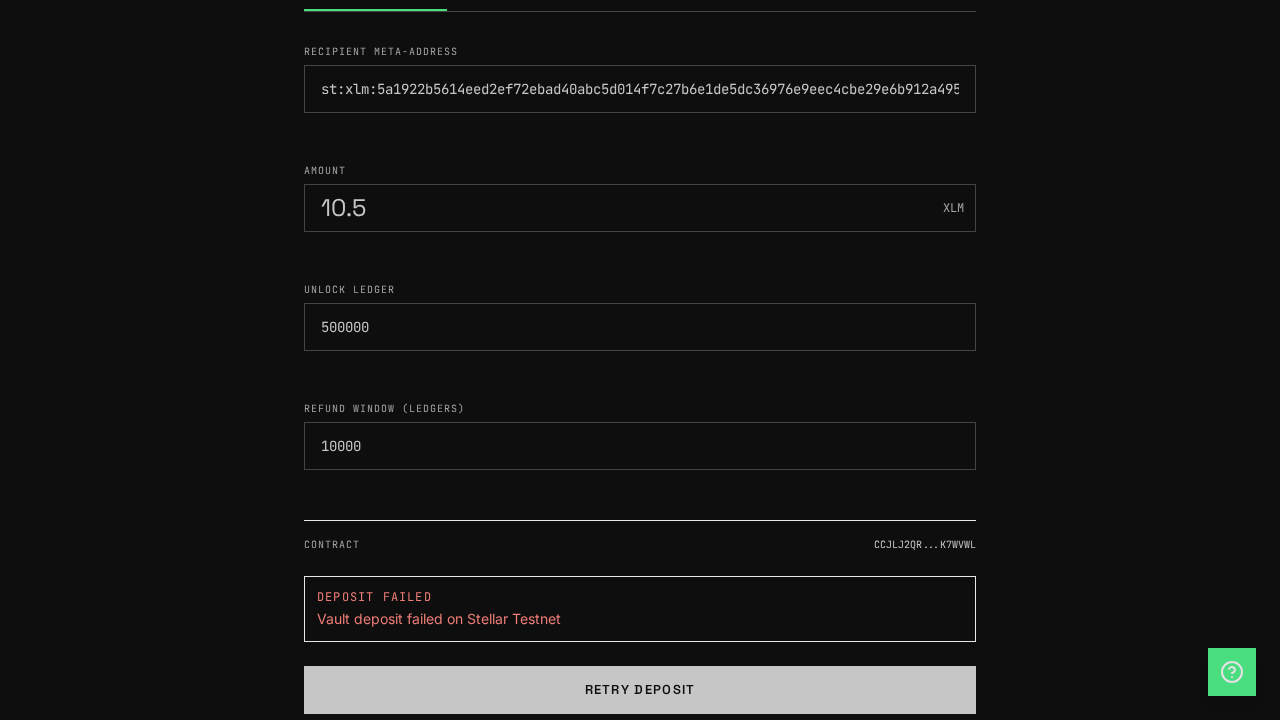 RECIPIENT META-ADDRESS
st:xlm:5a1922b5614eed2ef72ebad40abc5d014f7c27b6e1de5dc36976e9eec4cbe29e6b912a495
AMOUNT
10.5
XLM
UNLOCK LEDGER
500000
REFUND WINDOW (LEDGERS)
10000
CONTRACT
CCJLJ2QR...K7WVWL
DEPOSIT FAILED
Vault deposit failed on Stellar Testnet
RETRY DEPOSIT